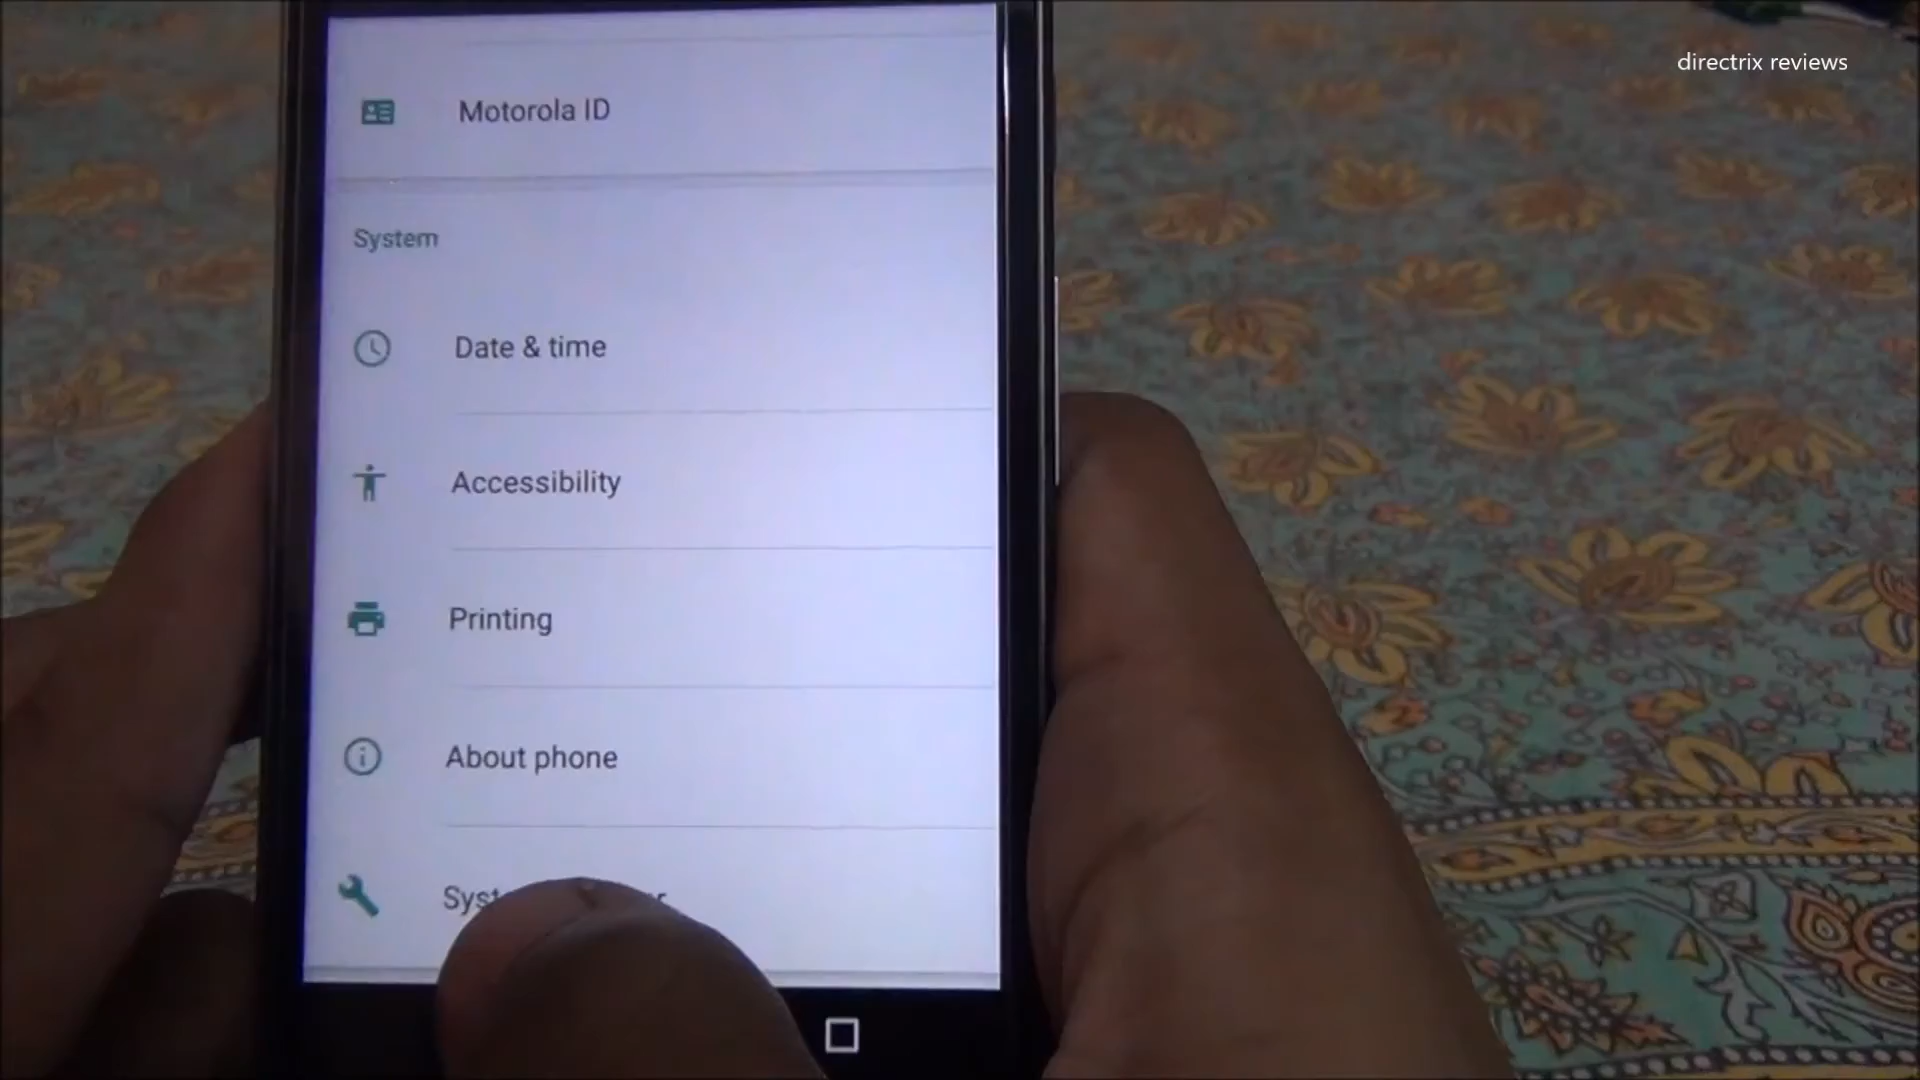 directrix reviews
Motorola ID
System
Date & time
Accessibility
Printing
About phone